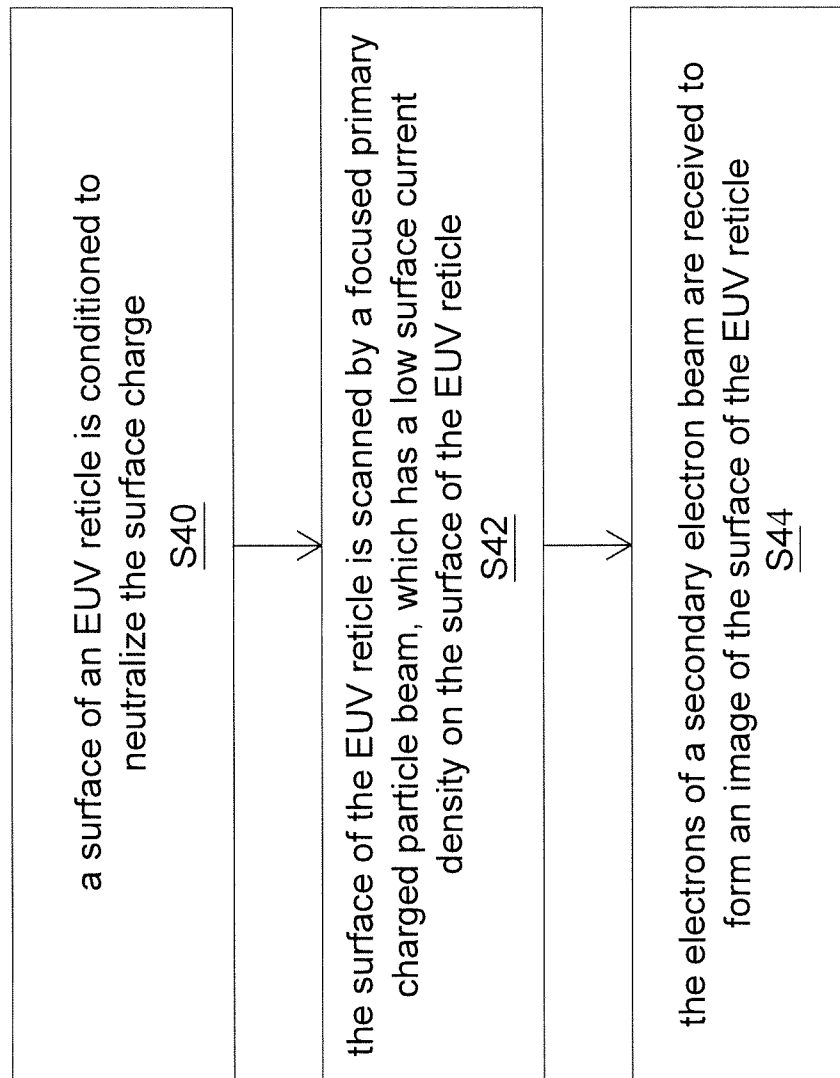 a surface of an EUV reticle is conditioned to
neutralize the surface charge
S40
the surface of the EUV reticle is scanned by a focused primary
charged particle beam, which has a low surface current
density on the surface of the EUV reticle
S42
the electrons of a secondary electron beam are received to
form an image of the surface of the EUV reticle
S44